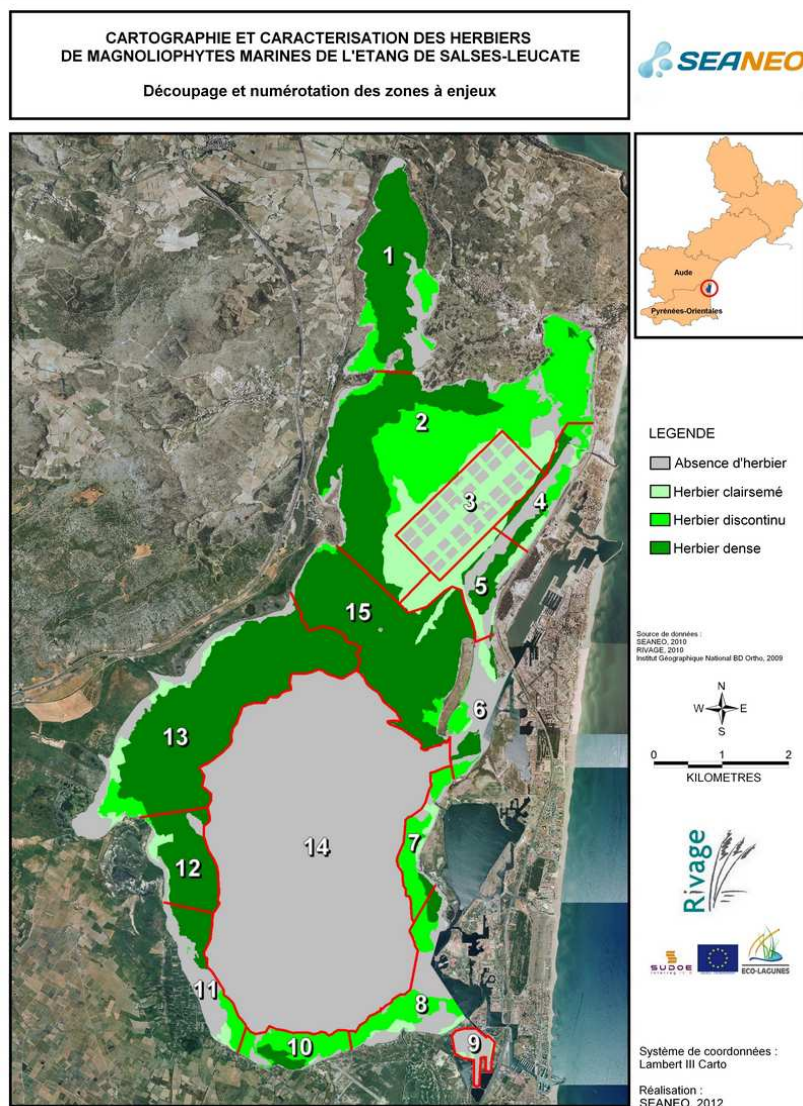 CARTOGRAPHIE ET CARACTERISATION DES HERBIERS
DE MAGNOLIOPHYTES MARINES DE L'ETANG DE SALSES-LEUCATE
Découpage et numérotation des zones à enjeux
SEANEO
Aude
Pyrénées-Orientales
1
2
3
4
5
15
6
13
14
7
12
11
8
10
9
LEGENDE
Absence d'herbier
Herbier clairsemé
Herbier discontinu
Herbier dense
Source de données :
SEANEO, 2010
RIVAGE, 2010
Institut Géographique National BD Ortho, 2009
N
W E
S
0 1 2
KILOMETRES
Rivage
SUDOE
ECO-LAGUNES
Système de coordonnées :
Lambert III Carto
Réalisation :
SEANEO, 2012